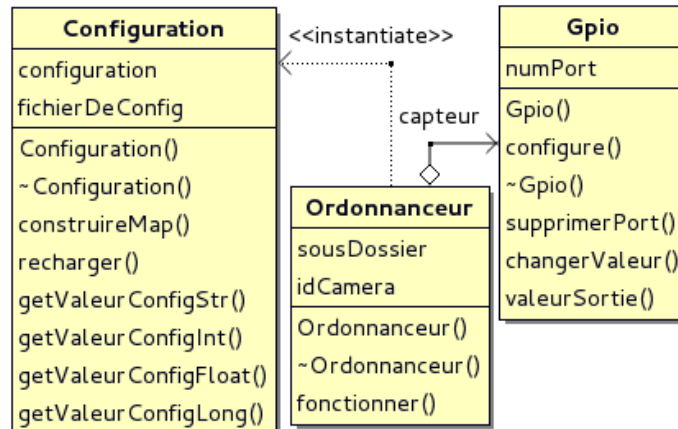 Configuration
configuration
fichierDeConfig
Configuration()
~Configuration()
construireMap()
recharger()
getValeurConfigStr()
getValeurConfigInt()
getValeurConfigFloat()
getValeurConfigLong()
<<instantiate>>
capteur
Ordonnanceur
sousDossier
idCamera
Ordonnanceur()
~Ordonnanceur()
fonctionner()
Gpio
numPort
Gpio()
configure()
~Gpio()
supprimerPort()
changerValeur()
valeurSortie()